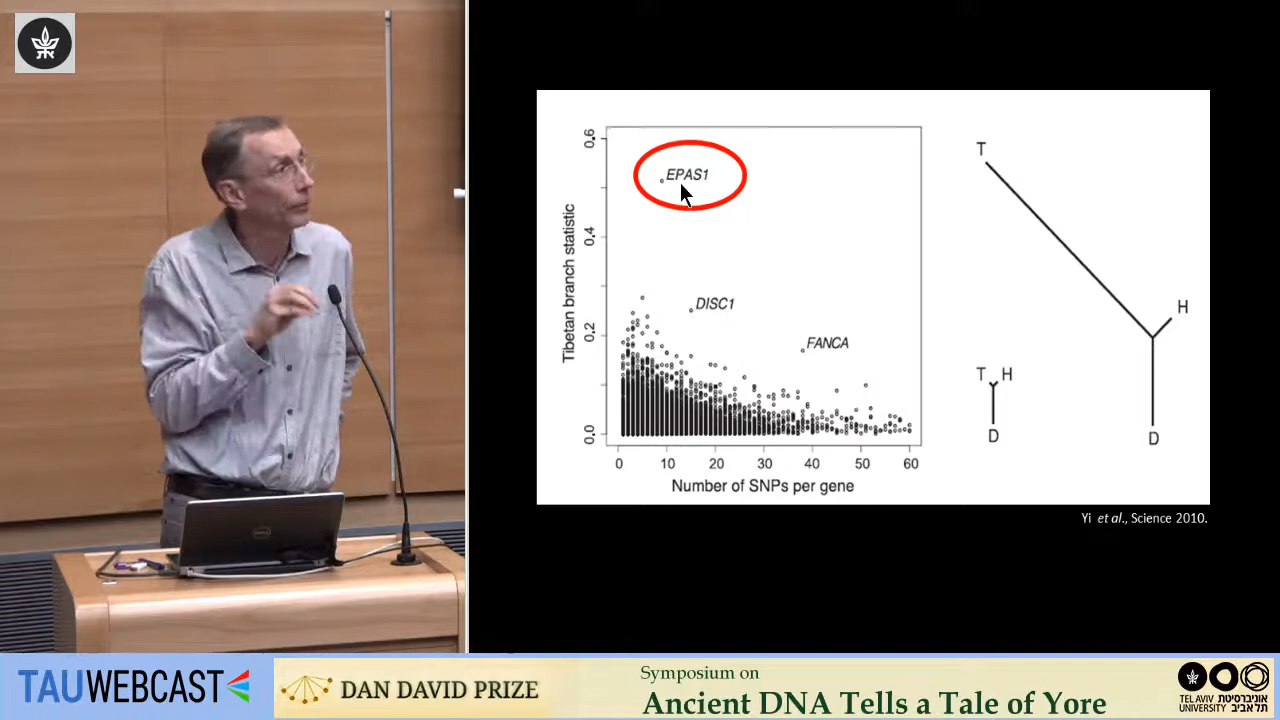 0.6
0.4
0.2
0.0
Tibetan branch statistic
EPAS1
DISC1
FANCA
0 10 20 30 40 50 60
Number of SNPs per gene
T
H
D
T H
D
Yi et al., Science 2010.
TAUWEBCAST
DAN DAVID PRIZE
Symposium on
Ancient DNA Tells a Tale of Yore
TEL AVIV אוניברסיטת
UNIVERSITY תל אביב